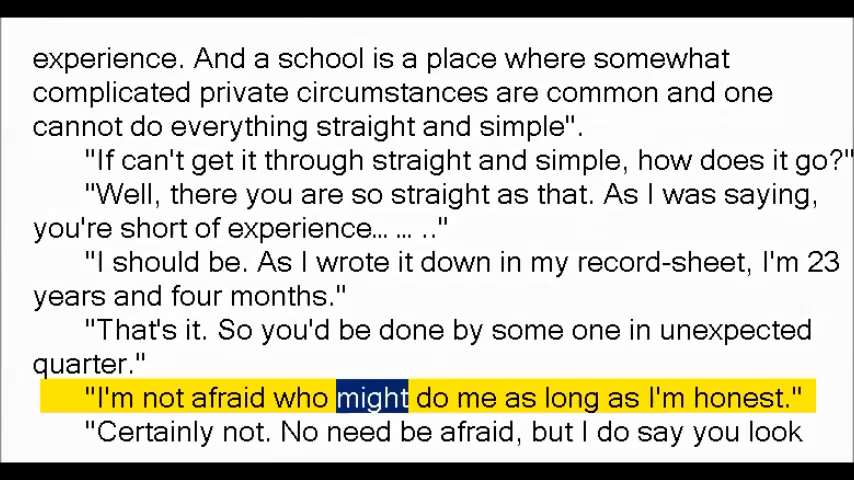 experience. And a school is a place where somewhat
complicated private circumstances are common and one
cannot do everything straight and simple".
"If can't get it through straight and simple, how does it go?"
"Well, there you are so straight as that. As I was saying,
you're short of experience… … .."
"I should be. As I wrote it down in my record-sheet, I'm 23
years and four months."
"That's it. So you'd be done by some one in unexpected
quarter."
"I'm not afraid who might do me as long as I'm honest."
"Certainly not. No need be afraid, but I do say you look